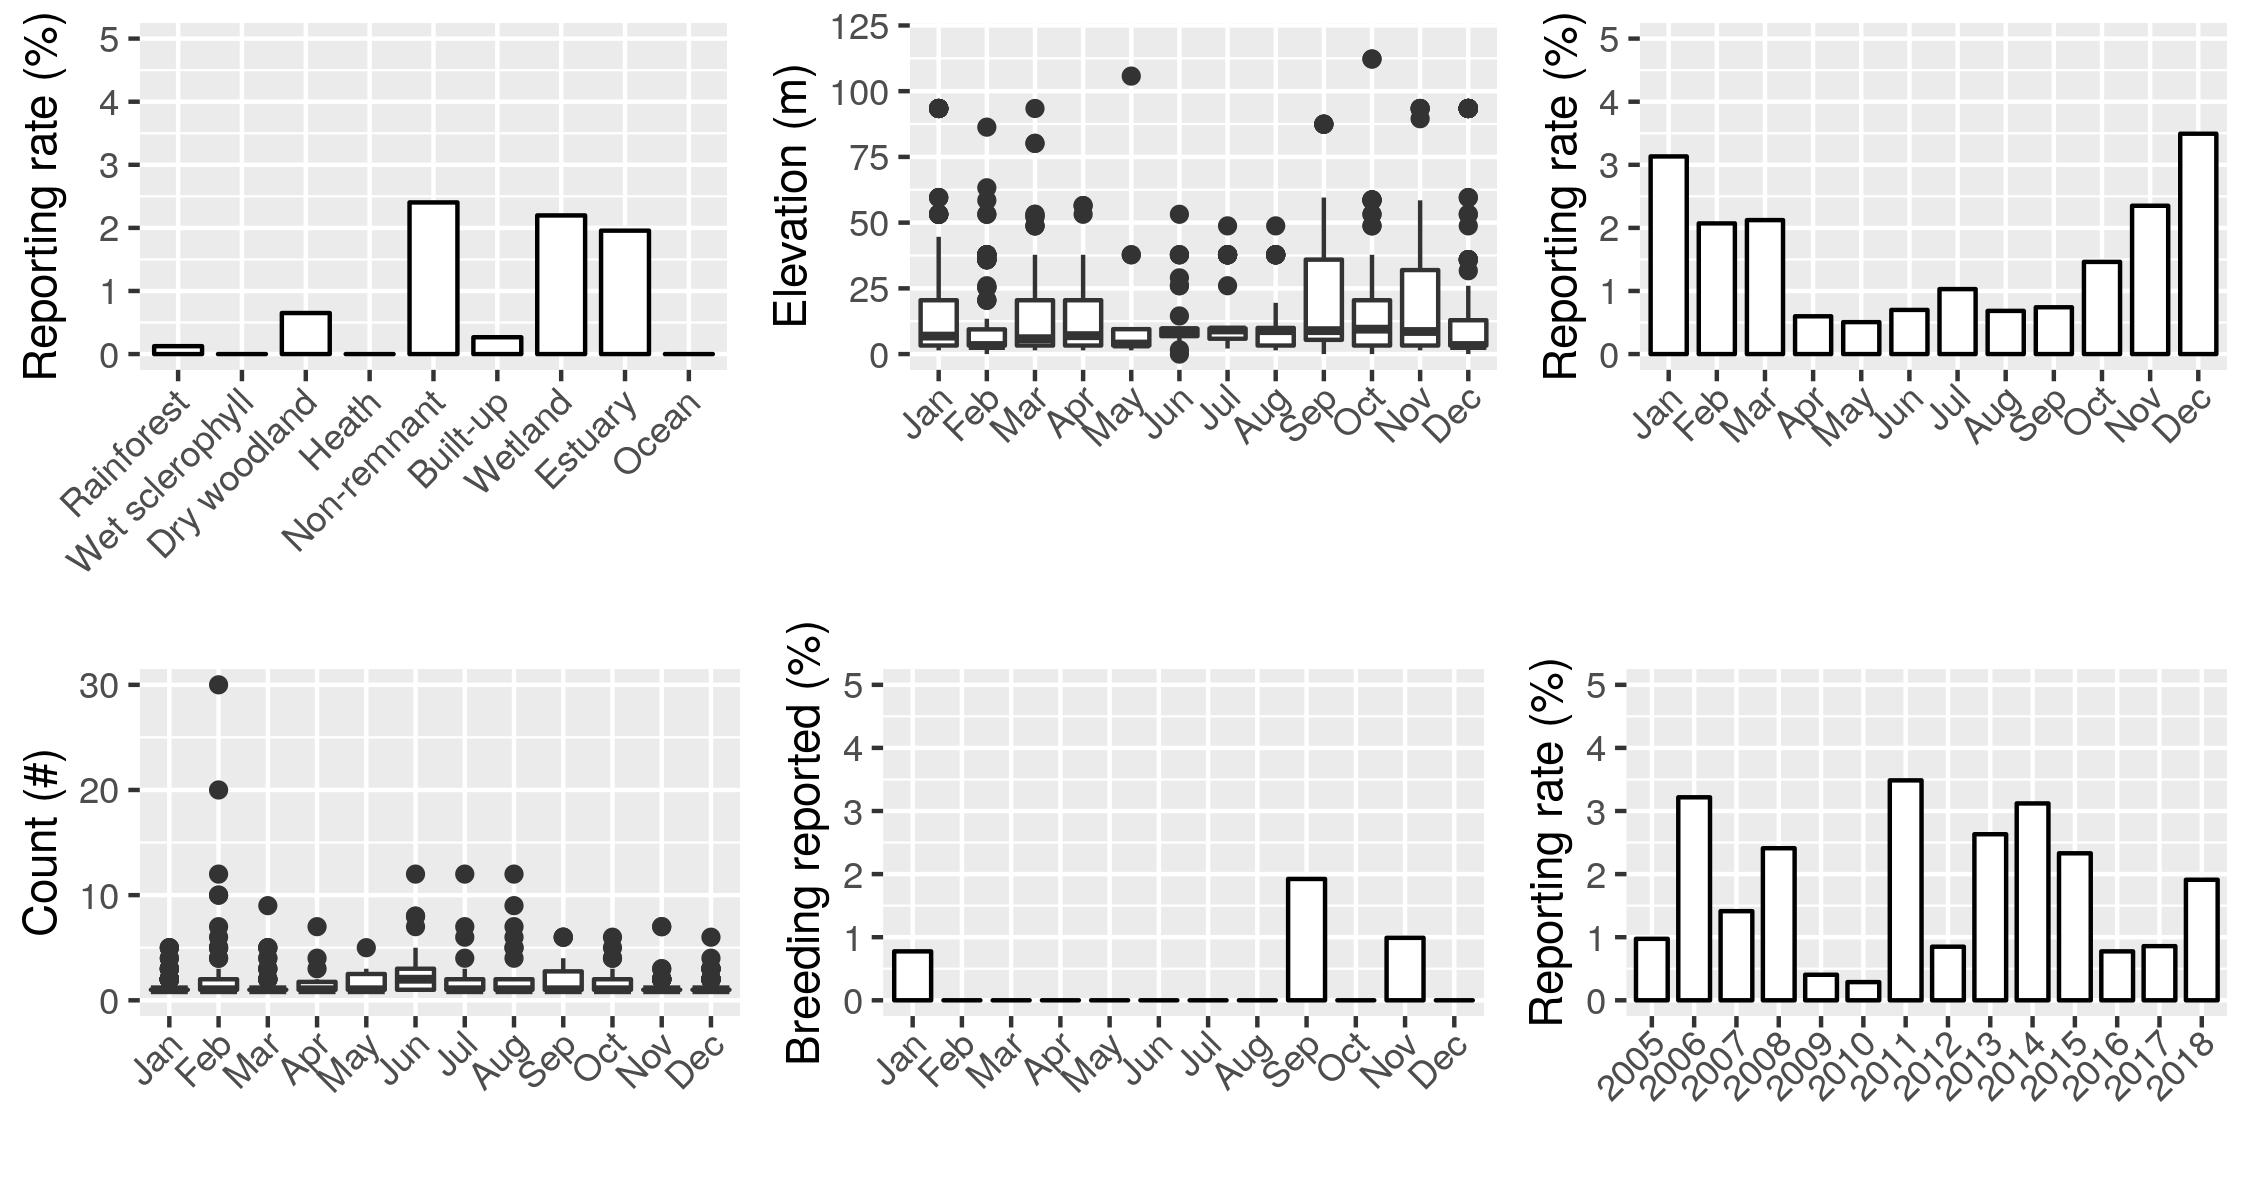 Reporting rate (%)
5
4
3
2
1
0
Rainforest
Wet sclerophyll
Dry woodland
Heath
Non-remnant
Built-up
Wetland
Estuary
Ocean
Elevation (m)
125
100
75
50
25
0
Jan
Feb
Mar
Apr
May
Jun
Jul
Aug
Sep
Oct
Nov
Dec
Reporting rate (%)
5
4
3
2
1
0
Jan
Feb
Mar
Apr
May
Jun
Jul
Aug
Sep
Oct
Nov
Dec
Count (#)
30
20
10
0
Jan
Feb
Mar
Apr
May
Jun
Jul
Aug
Sep
Oct
Nov
Dec
Breeding reported (%)
5
4
3
2
1
0
Jan
Feb
Mar
Apr
May
Jun
Jul
Aug
Sep
Oct
Nov
Dec
Reporting rate (%)
5
4
3
2
1
0
2005
2006
2007
2008
2009
2010
2011
2012
2013
2014
2015
2016
2017
2018